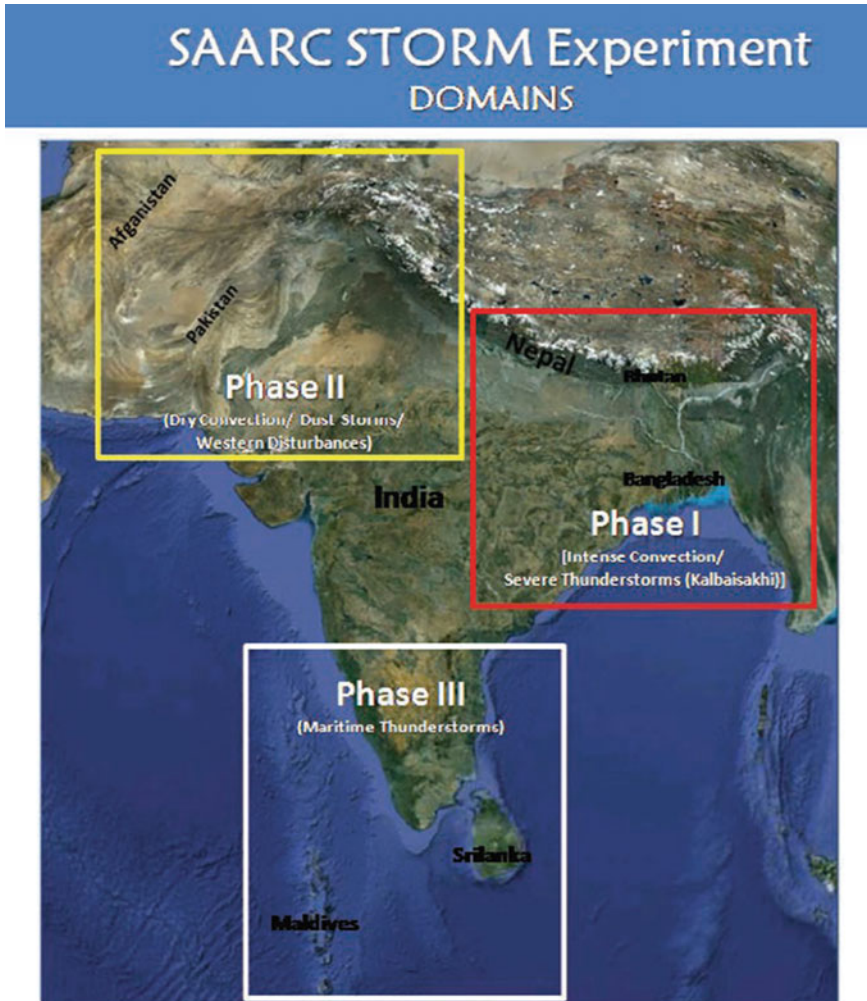 SAARC STORM Experiment
DOMAINS
Afganistan
Pakistan
Phase II
(Dry Convection/ Dust Storms/
Western Disturbances)
Nepal
Bhutan
India
Bangladesh
Phase I
[Intense Convection/
Severe Thunderstorms (Kalbaisakhi)]
Phase III
(Maritime Thunderstorms)
Srilanka
Maldives